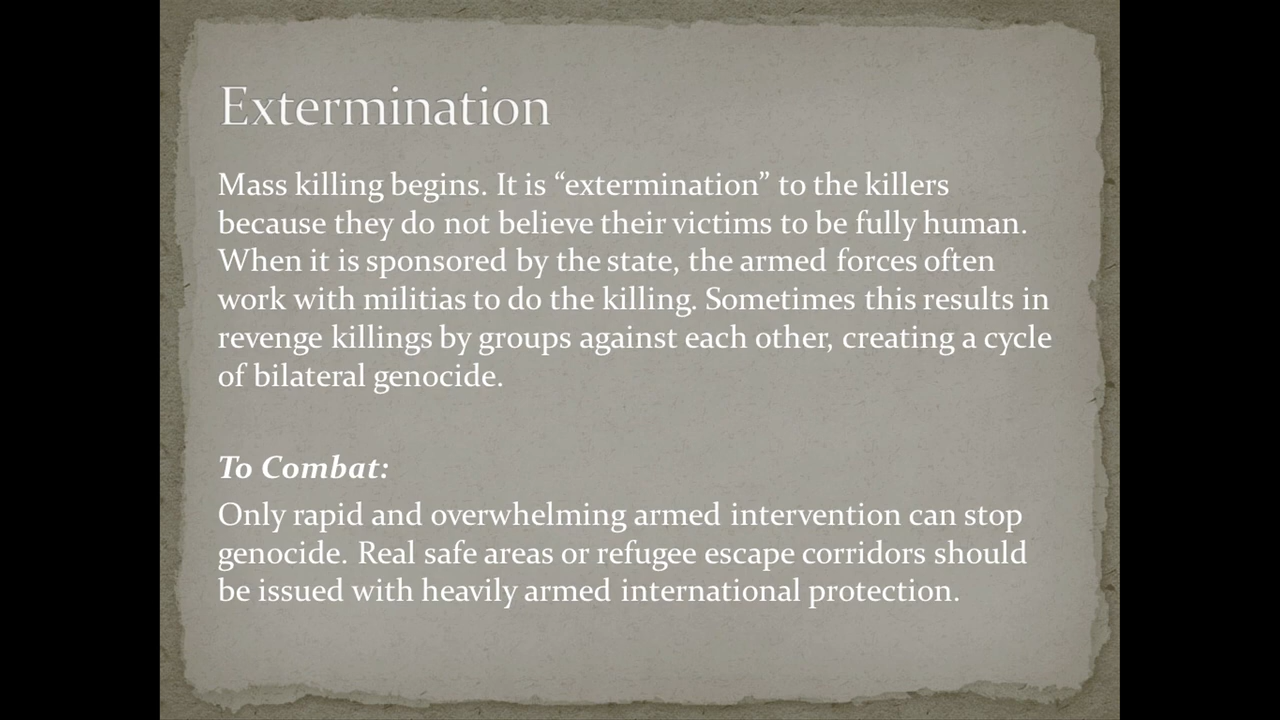 Extermination
Mass killing begins. It is “extermination” to the killers
because they do not believe their victims to be fully human.
When it is sponsored by the state, the armed forces often
work with militias to do the killing. Sometimes this results in
revenge killings by groups against each other, creating a cycle
of bilateral genocide.
To Combat:
Only rapid and overwhelming armed intervention can stop
genocide. Real safe areas or refugee escape corridors should
be issued with heavily armed international protection.